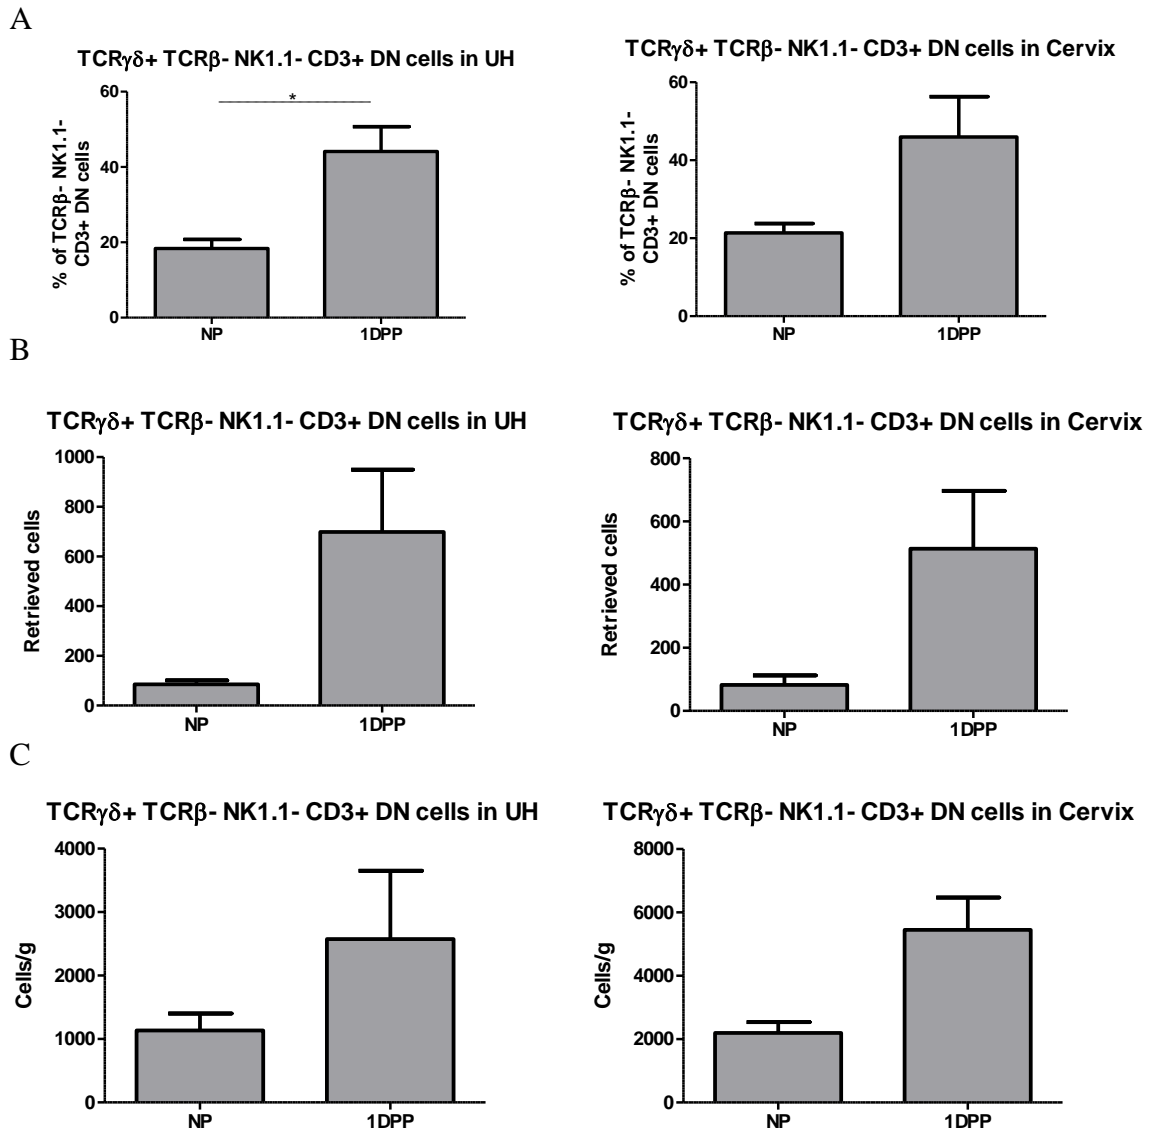 A
TCRγδ+ TCRβ- NK1.1- CD3+ DN cells in UH
% of TCRβ- NK1.1-
CD3+ DN cells
60
40
20
0
*
NP
1DPP
TCRγδ+ TCRβ- NK1.1- CD3+ DN cells in Cervix
% of TCRβ- NK1.1-
CD3+ DN cells
60
40
20
0
NP
1DPP
B
TCRγδ+ TCRβ- NK1.1- CD3+ DN cells in UH
Retrieved cells
1000
800
600
400
200
0
NP
1DPP
TCRγδ+ TCRβ- NK1.1- CD3+ DN cells in Cervix
Retrieved cells
800
600
400
200
0
NP
1DPP
C
TCRγδ+ TCRβ- NK1.1- CD3+ DN cells in UH
Cells/g
4000
3000
2000
1000
0
NP
1DPP
TCRγδ+ TCRβ- NK1.1- CD3+ DN cells in Cervix
Cells/g
8000
6000
4000
2000
0
NP
1DPP